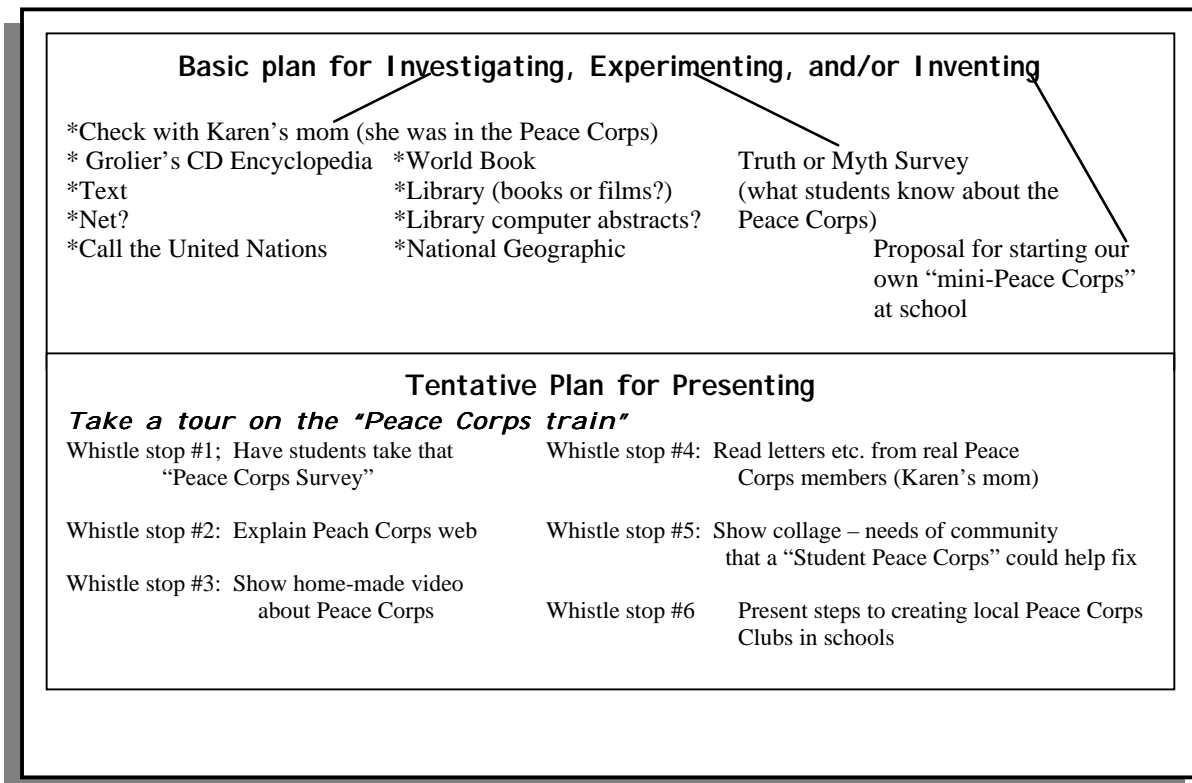 Basic plan for Investigating, Experimenting, and/or Inventing
*Check with Karen's mom (she was in the Peace Corps)
* Grolier's CD Encyclopedia *World Book
*Text *Library (books or films?)
*Net? *Library computer abstracts?
*Call the United Nations *National Geographic
Truth or Myth Survey
(what students know about the
Peace Corps)
Proposal for starting our
own “mini-Peace Corps”
at school
Tentative Plan for Presenting
Take a tour on the “Peace Corps train”
Whistle stop #1; Have students take that
“Peace Corps Survey”
Whistle stop #2: Explain Peach Corps web
Whistle stop #3: Show home-made video
about Peace Corps
Whistle stop #4: Read letters etc. from real Peace
Corps members (Karen's mom)
Whistle stop #5: Show collage – needs of community
that a “Student Peace Corps” could help fix
Whistle stop #6 Present steps to creating local Peace Corps
Clubs in schools